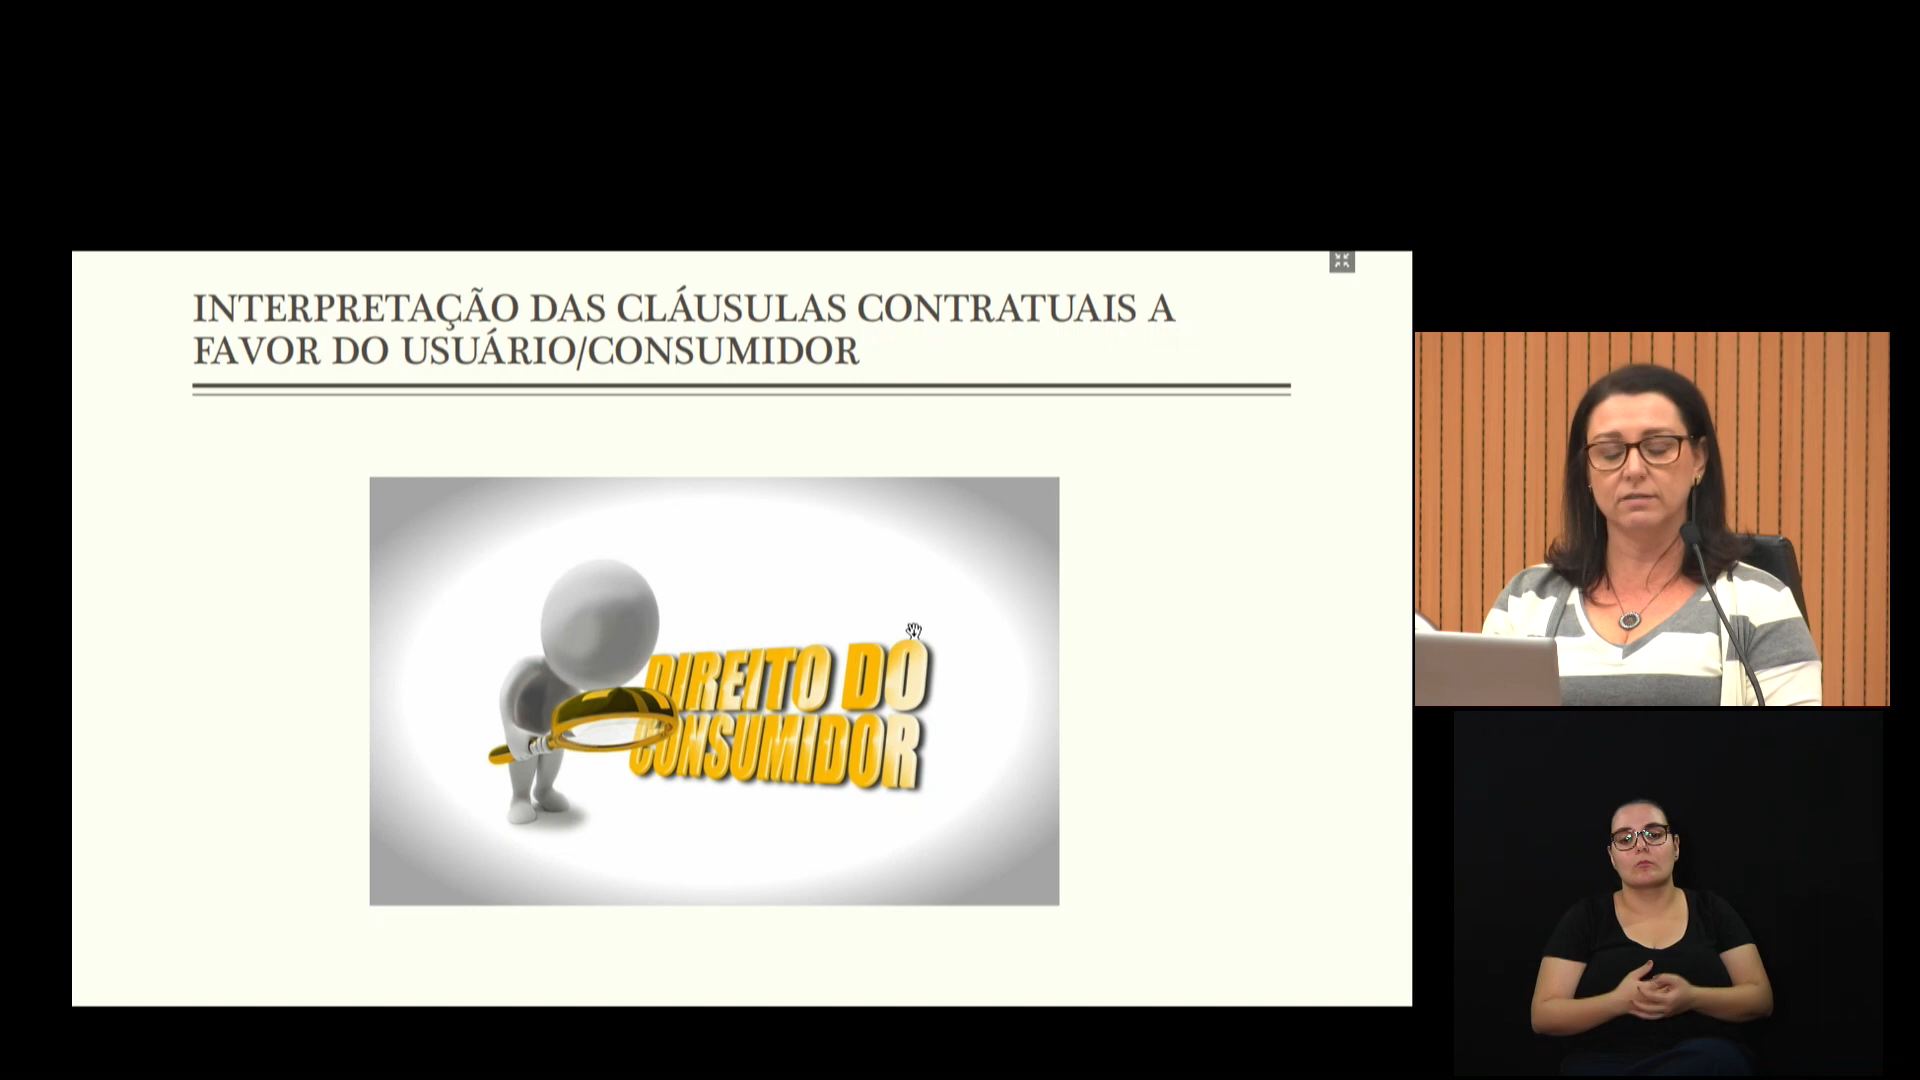 INTERPRETAÇÃO DAS CLÁUSULAS CONTRATUAIS A
FAVOR DO USUÁRIO/CONSUMIDOR
DIREITO DO
CONSUMIDOR